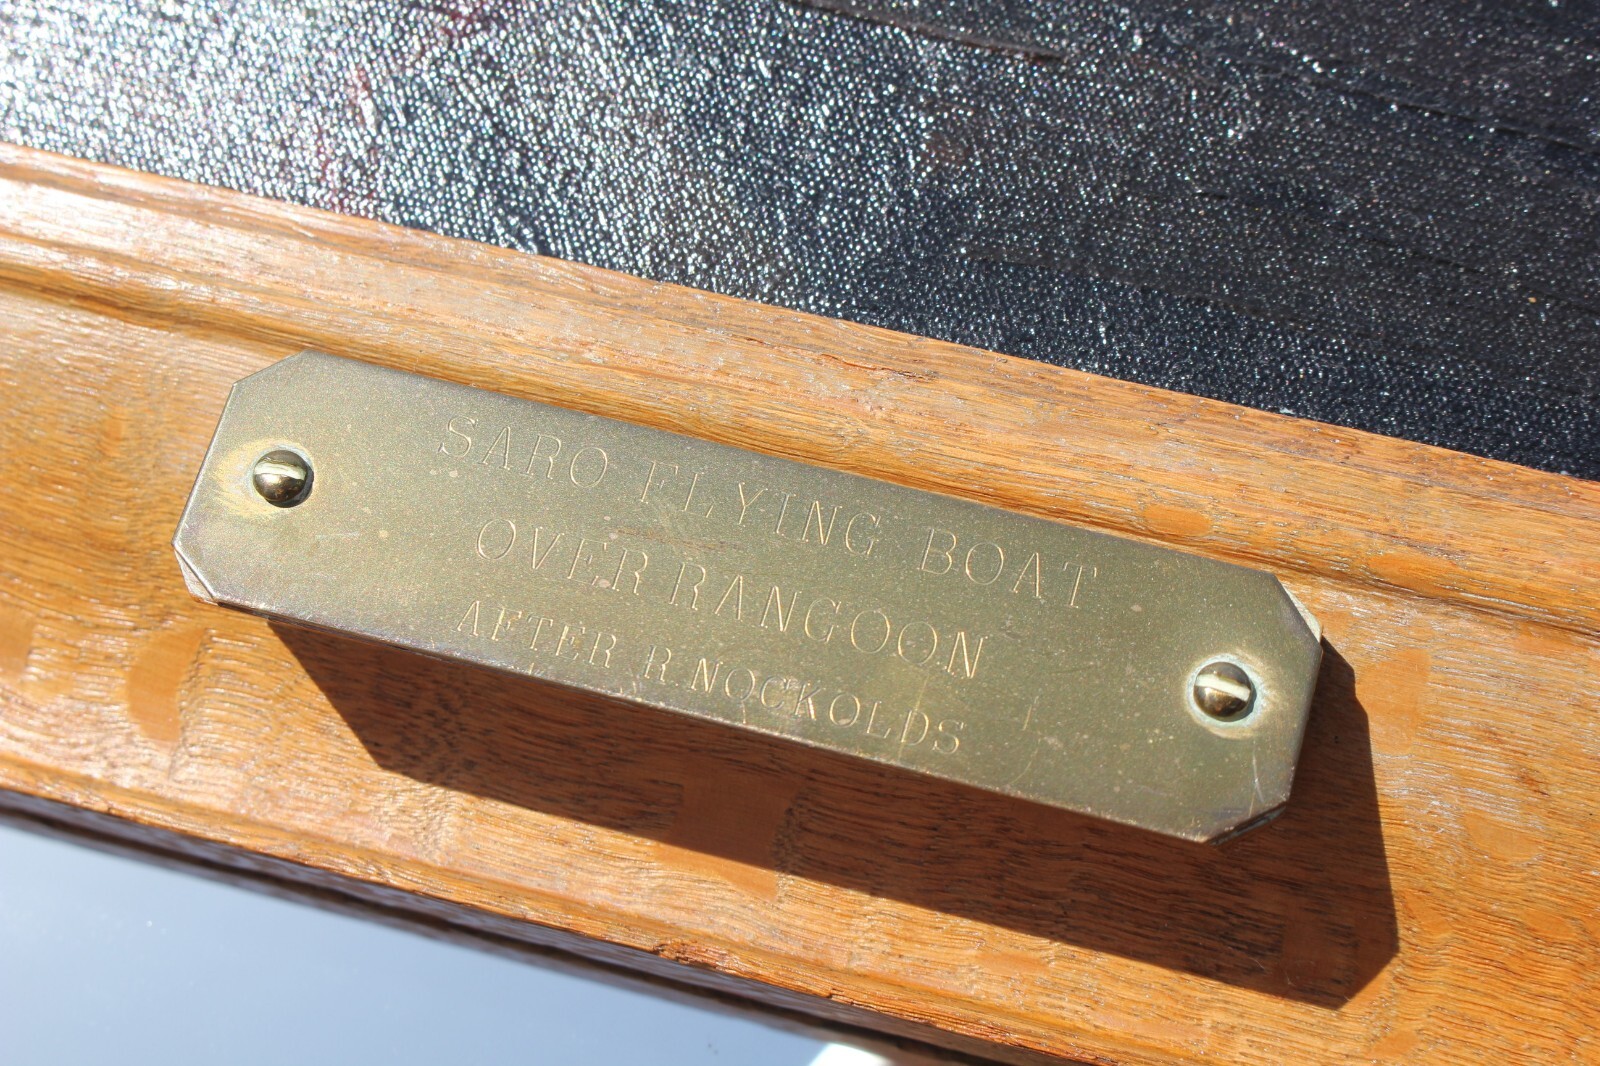 SARO FLYING BOAT
OVER RANGOON
AFTER R NOCKOLDS